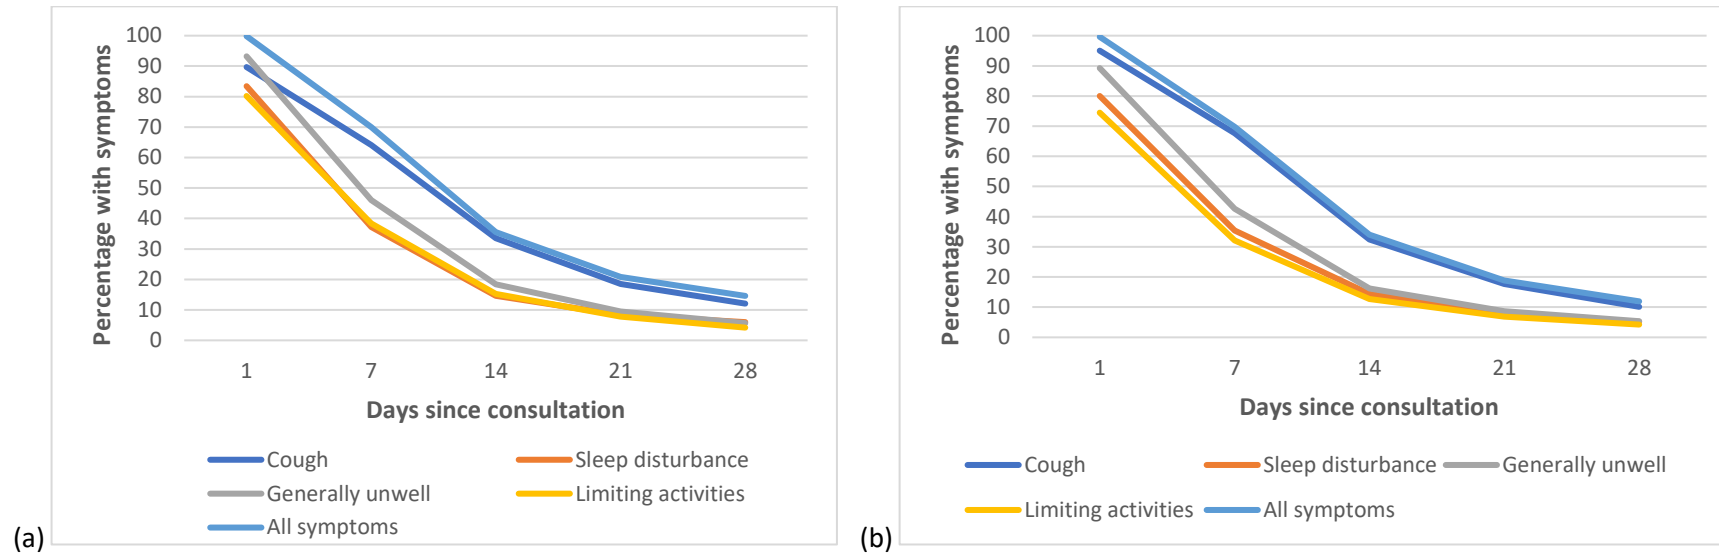 Percentage with symptoms
100
90
80
70
60
50
40
30
20
10
0
1 7 14 21 28
Days since consultation
Cough Sleep disturbance
Generally unwell Limiting activities
All symptoms
(a)
Percentage with symptoms
100
90
80
70
60
50
40
30
20
10
0
1 7 14 21 28
Days since consultation
Cough Sleep disturbance Generally unwell
Limiting activities All symptoms
(b)